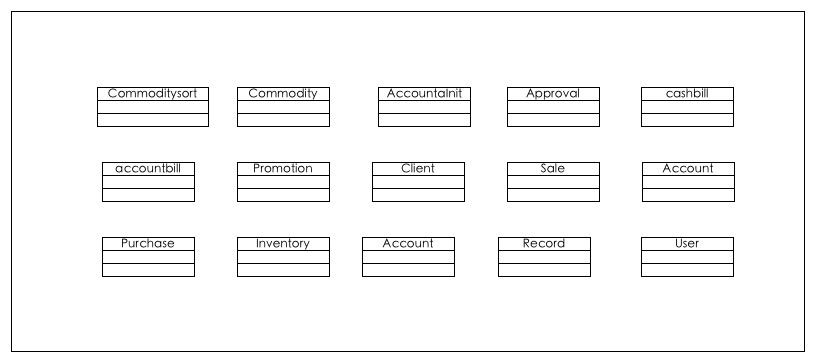 Commoditysort
Commodity
AccountaInit
Approval
cashbill
accountbill
Promotion
Client
Sale
Account
Purchase
Inventory
Account
Record
User